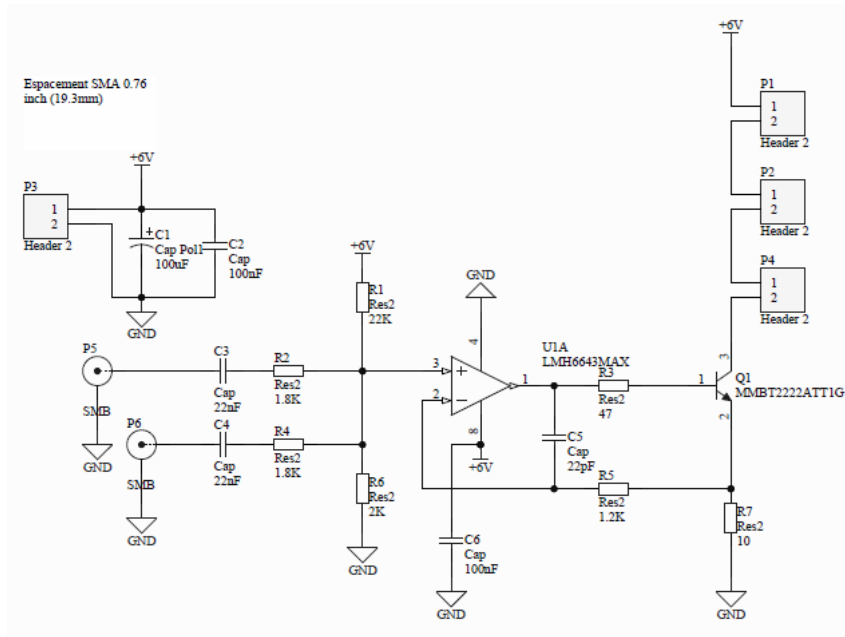 Espacement SMA 0.76
inch (19.3mm)
+6V
P3
1
2
Header 2
+
C1
Cap Pol1
100uF
C2
Cap
100nF
GND
+6V
R1
Res2
22K
P5
SMB
GND
P6
SMB
GND
C3
Cap
22nF
R2
Res2
1.8K
C4
Cap
22nF
R4
Res2
1.8K
R6
Res2
2K
GND
GND
4
3
+
2
1
8
+6V
U1A
LMH6643MAX
C6
Cap
100nF
GND
R3
Res2
47
C5
Cap
22pF
R5
Res2
1.2K
+6V
P1
1
2
Header 2
P2
1
2
Header 2
P4
1
2
Header 2
3
1
2
Q1
MMBT2222ATT1G
R7
Res2
10
GND